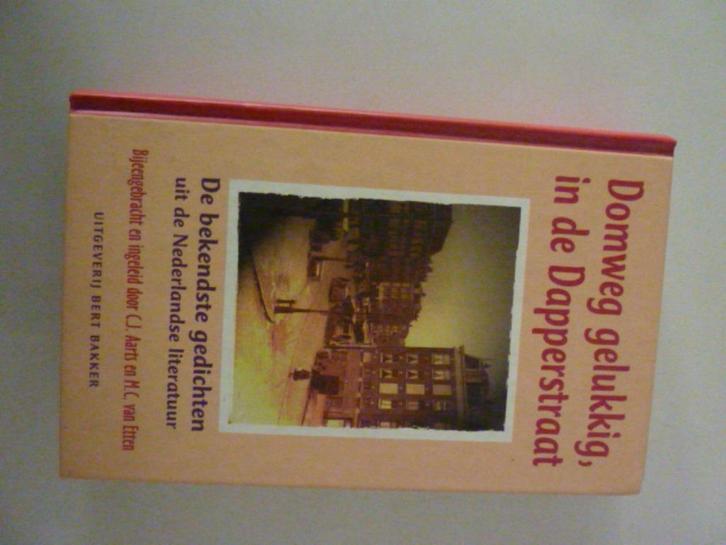 Domweg gelukkig,
in de Dapperstraat
De bekendste gedichten
uit de Nederlandse literatuur
Bijeengebracht en ingeleid door C.J. Aarts en M.C. van Etten
UITGEVERIJ BERT BAKKER